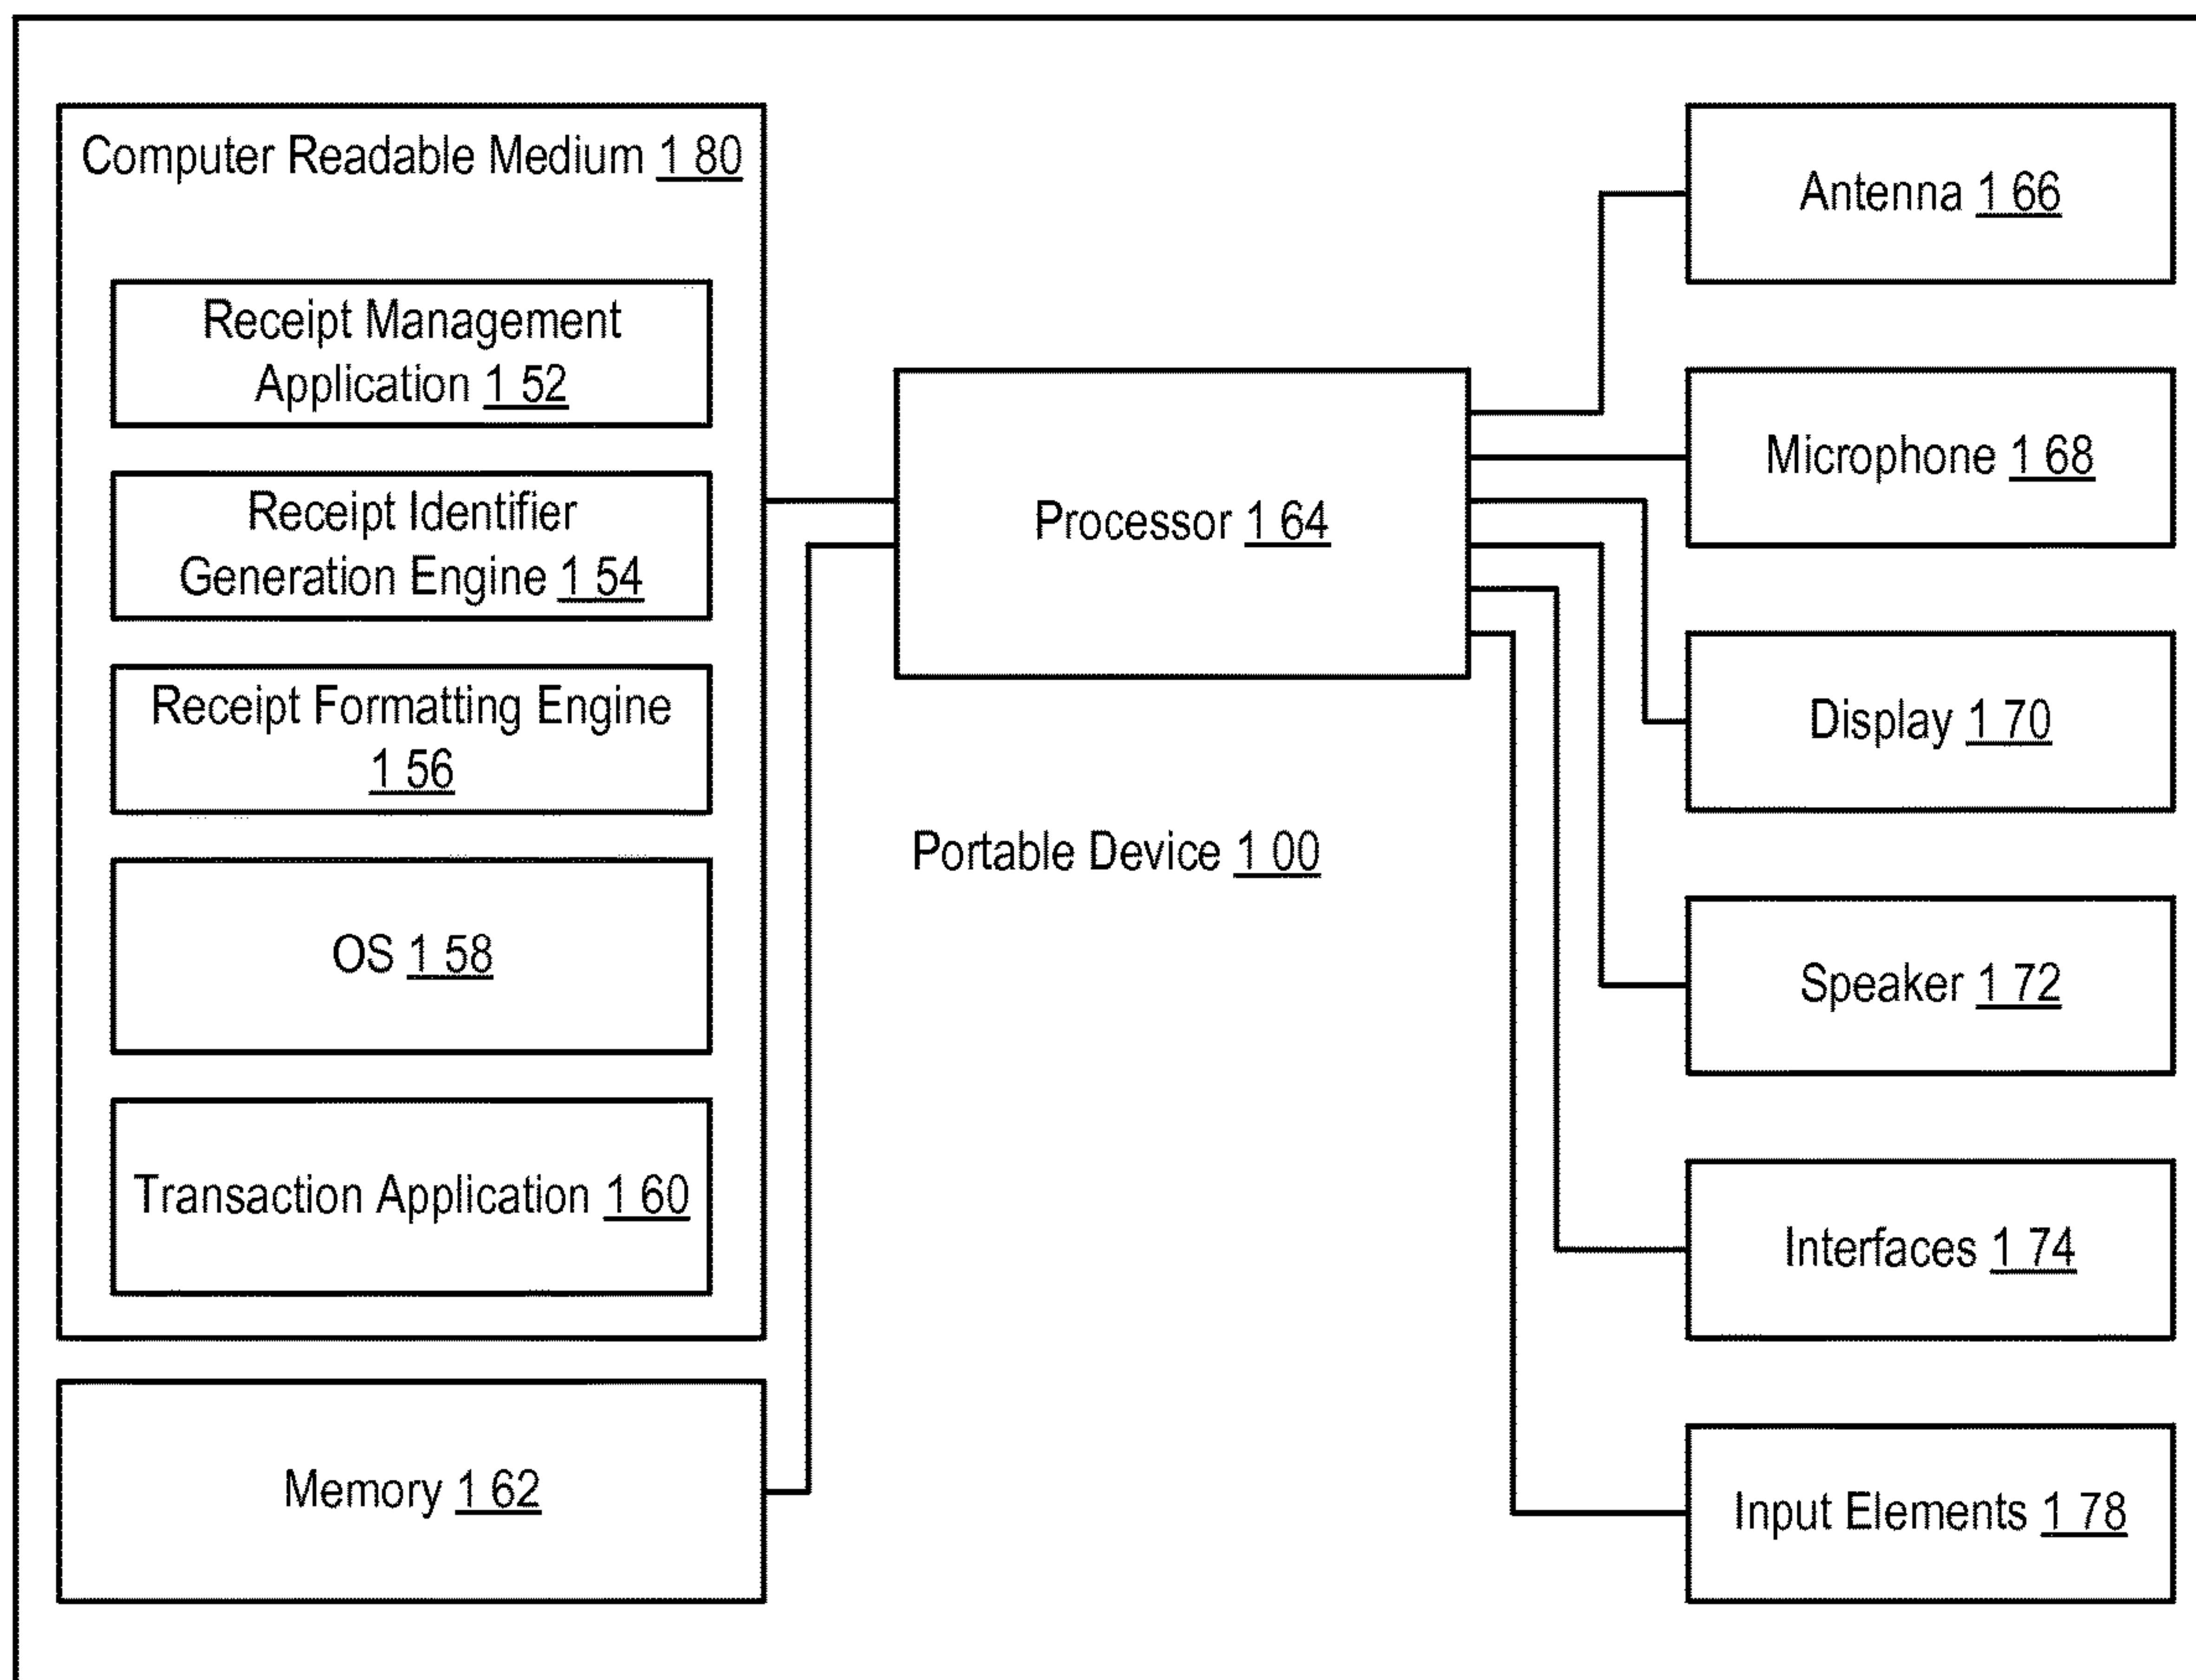 Computer Readable Medium 1 80
Receipt Management
Application 1 52
Receipt Identifier
Generation Engine 1 54
Receipt Formatting Engine
1 56
OS 1 58
Transaction Application 1 60
Memory 1 62
Processor 1 64
Portable Device 1 00
Antenna 1 66
Microphone 1 68
Display 1 70
Speaker 1 72
Interfaces 1 74
Input Elements 1 78